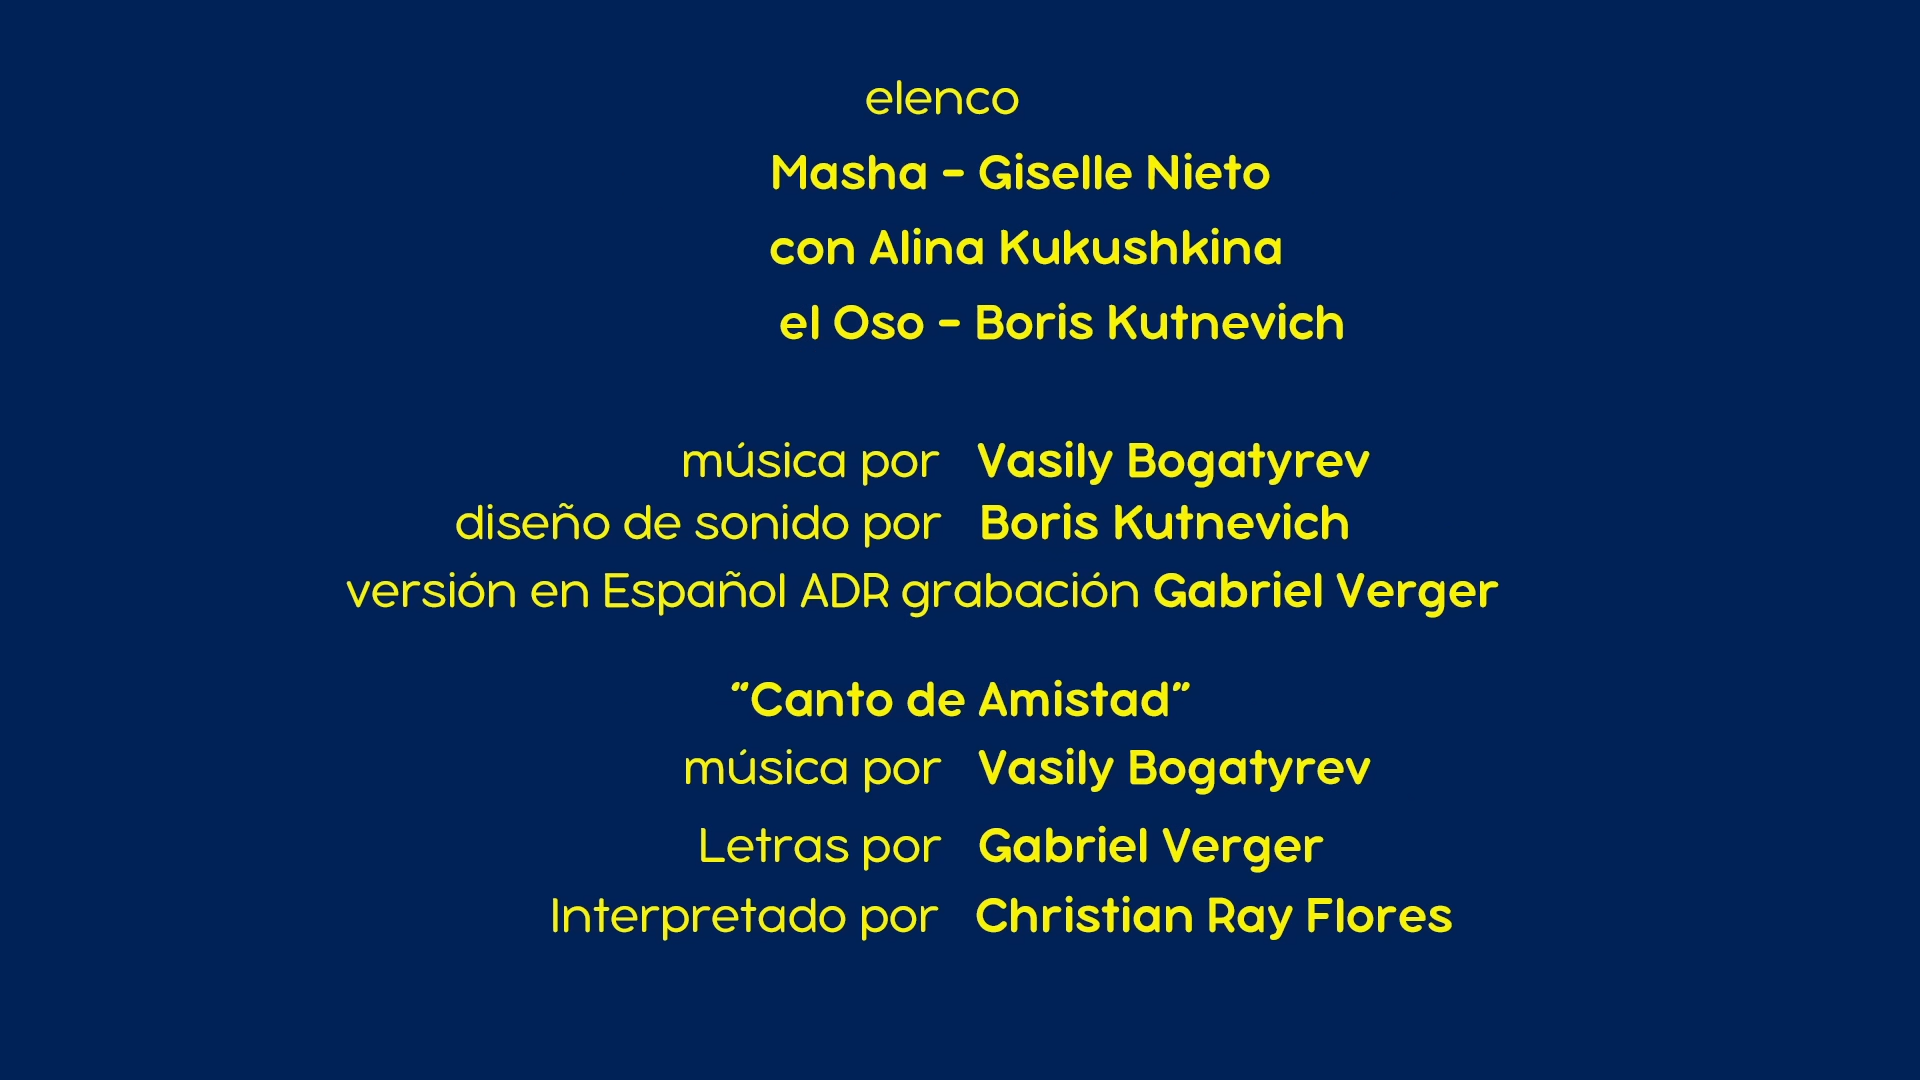 elenco
Masha - Giselle Nieto
con Alina Kukushkina
el Oso - Boris Kutnevich
música por Vasily Bogatyrev
diseño de sonido por Boris Kutnevich
versión en Español ADR grabación Gabriel Verger
“Canto de Amistad”
música por Vasily Bogatyrev
Letras por Gabriel Verger
Interpretado por Christian Ray Flores